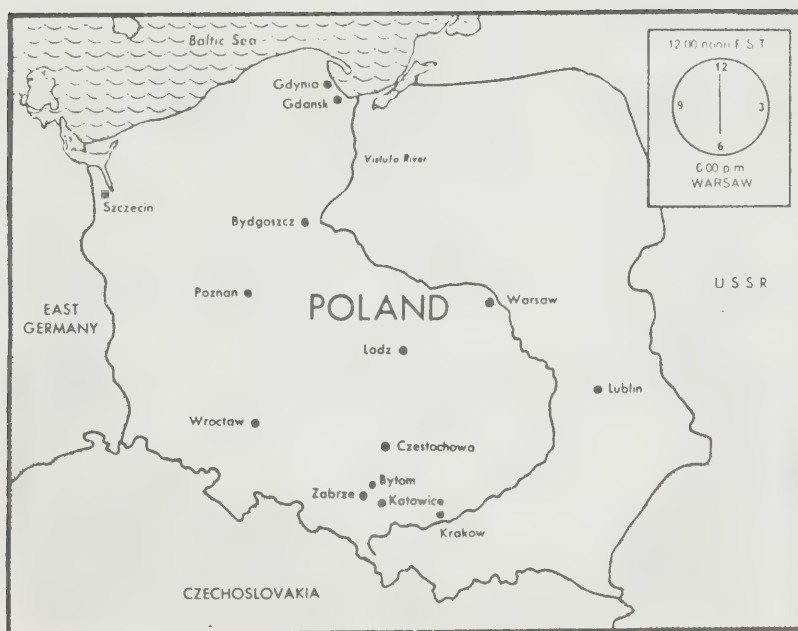 Baltic Sea
12:00 noon E.S.T.
12
9
3
6
6:00 p.m.
WARSAW
Gdynia
Gdansk
Vistula River
Szczecin
Bydgoszcz
EAST
GERMANY
Poznan
POLAND
Warsaw
USSR
Lodz
Lublin
Wroctaw
Czestochowa
Bytom
Zabrze
Katowice
Krakow
CZECHOSLOVAKIA